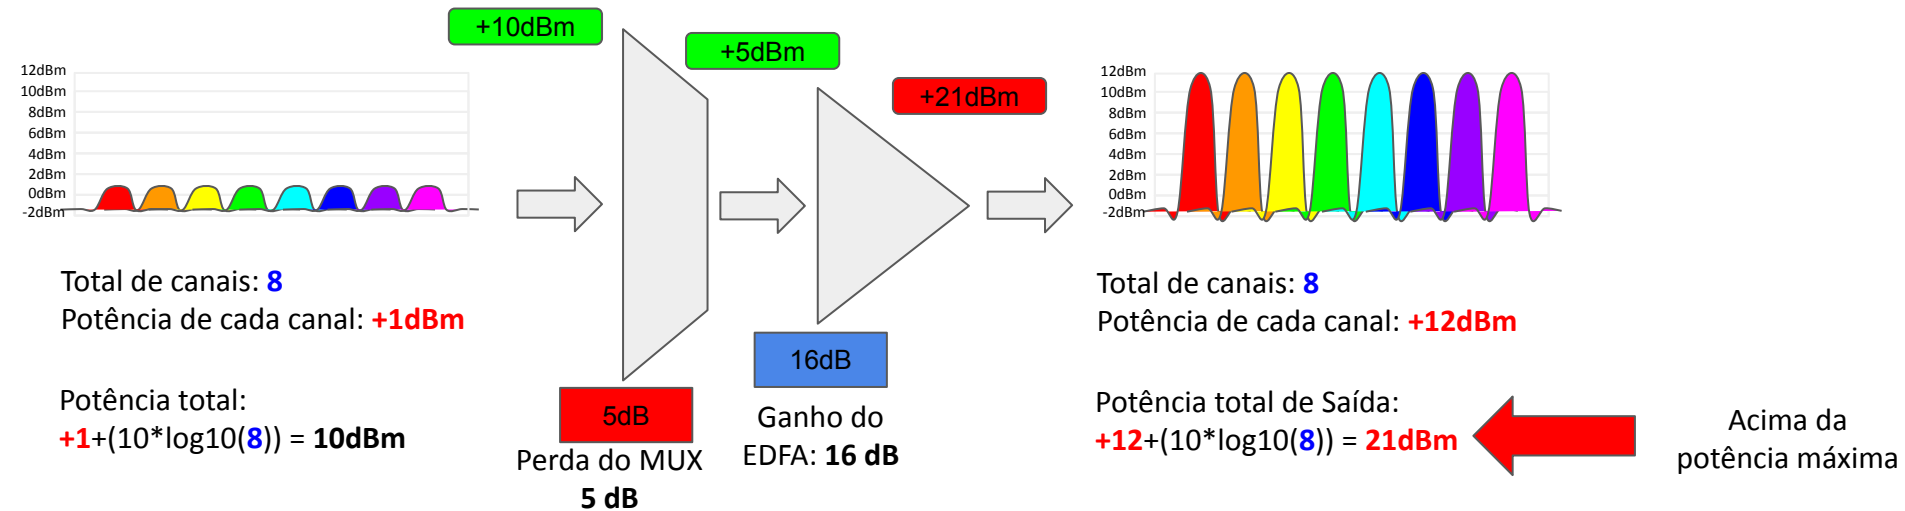 +10dBm
+5dBm
+21dBm
12dBm
10dBm
8dBm
6dBm
4dBm
2dBm
0dBm
-2dBm
12dBm
10dBm
8dBm
6dBm
4dBm
2dBm
0dBm
-2dBm
Total de canais: 8
Potência de cada canal: +1dBm
Potência total:
+1+(10*log10(8)) = 10dBm
5dB
Perda do MUX
5 dB
16dB
Ganho do
EDFA: 16 dB
Total de canais: 8
Potência de cada canal: +12dBm
Potência total de Saída:
+12+(10*log10(8)) = 21dBm
Acima da
potência máxima